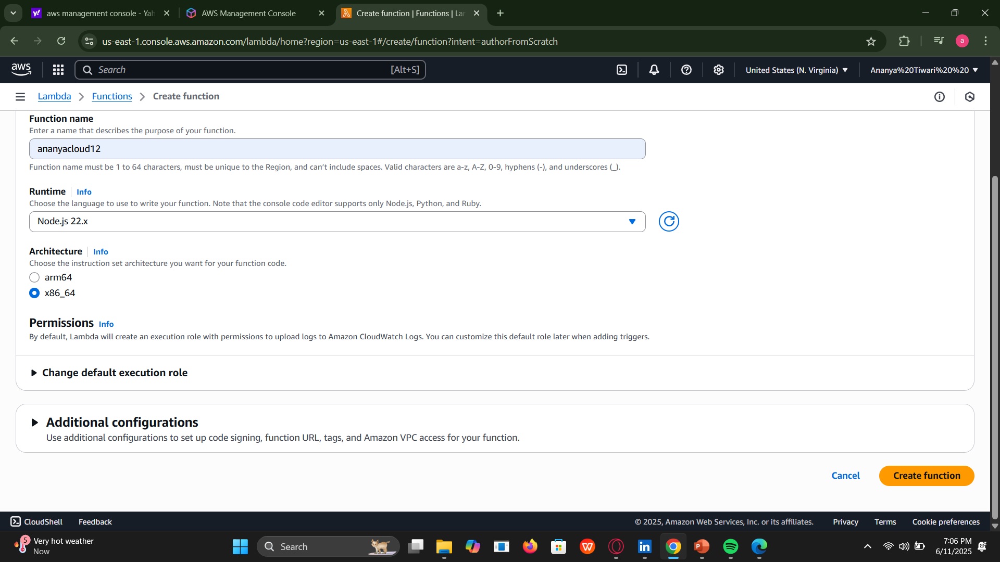 aws management console - Yah
AWS Management Console
Create function | Functions | Lar
us-east-1.console.aws.amazon.com/lambda/home?region=us-east-1#/create/function?intent=authorFromScratch
a
aws
Search
[Alt+S]
United States (N. Virginia)
Ananya%20Tiwari%20%20
Lambda
Functions
Create function
Function name
Enter a name that describes the purpose of your function.
ananyacloud12
Function name must be 1 to 64 characters, must be unique to the Region, and can't include spaces. Valid characters are a-z, A-Z, 0-9, hyphens (-), and underscores (_).
Runtime
Info
Choose the language to use to write your function. Note that the console code editor supports only Node.js, Python, and Ruby.
Node.js 22.x
Architecture
Info
Choose the instruction set architecture you want for your function code.
arm64
x86_64
Permissions
Info
By default, Lambda will create an execution role with permissions to upload logs to Amazon CloudWatch Logs. You can customize this default role later when adding triggers.
Change default execution role
Additional configurations
Use additional configurations to set up code signing, function URL, tags, and Amazon VPC access for your function.
Cancel
Create function
CloudShell
Feedback
© 2025, Amazon Web Services, Inc. or its affiliates.
Privacy
Terms
Cookie preferences
5
Very hot weather
Now
Search
7:06 PM
6/11/2025